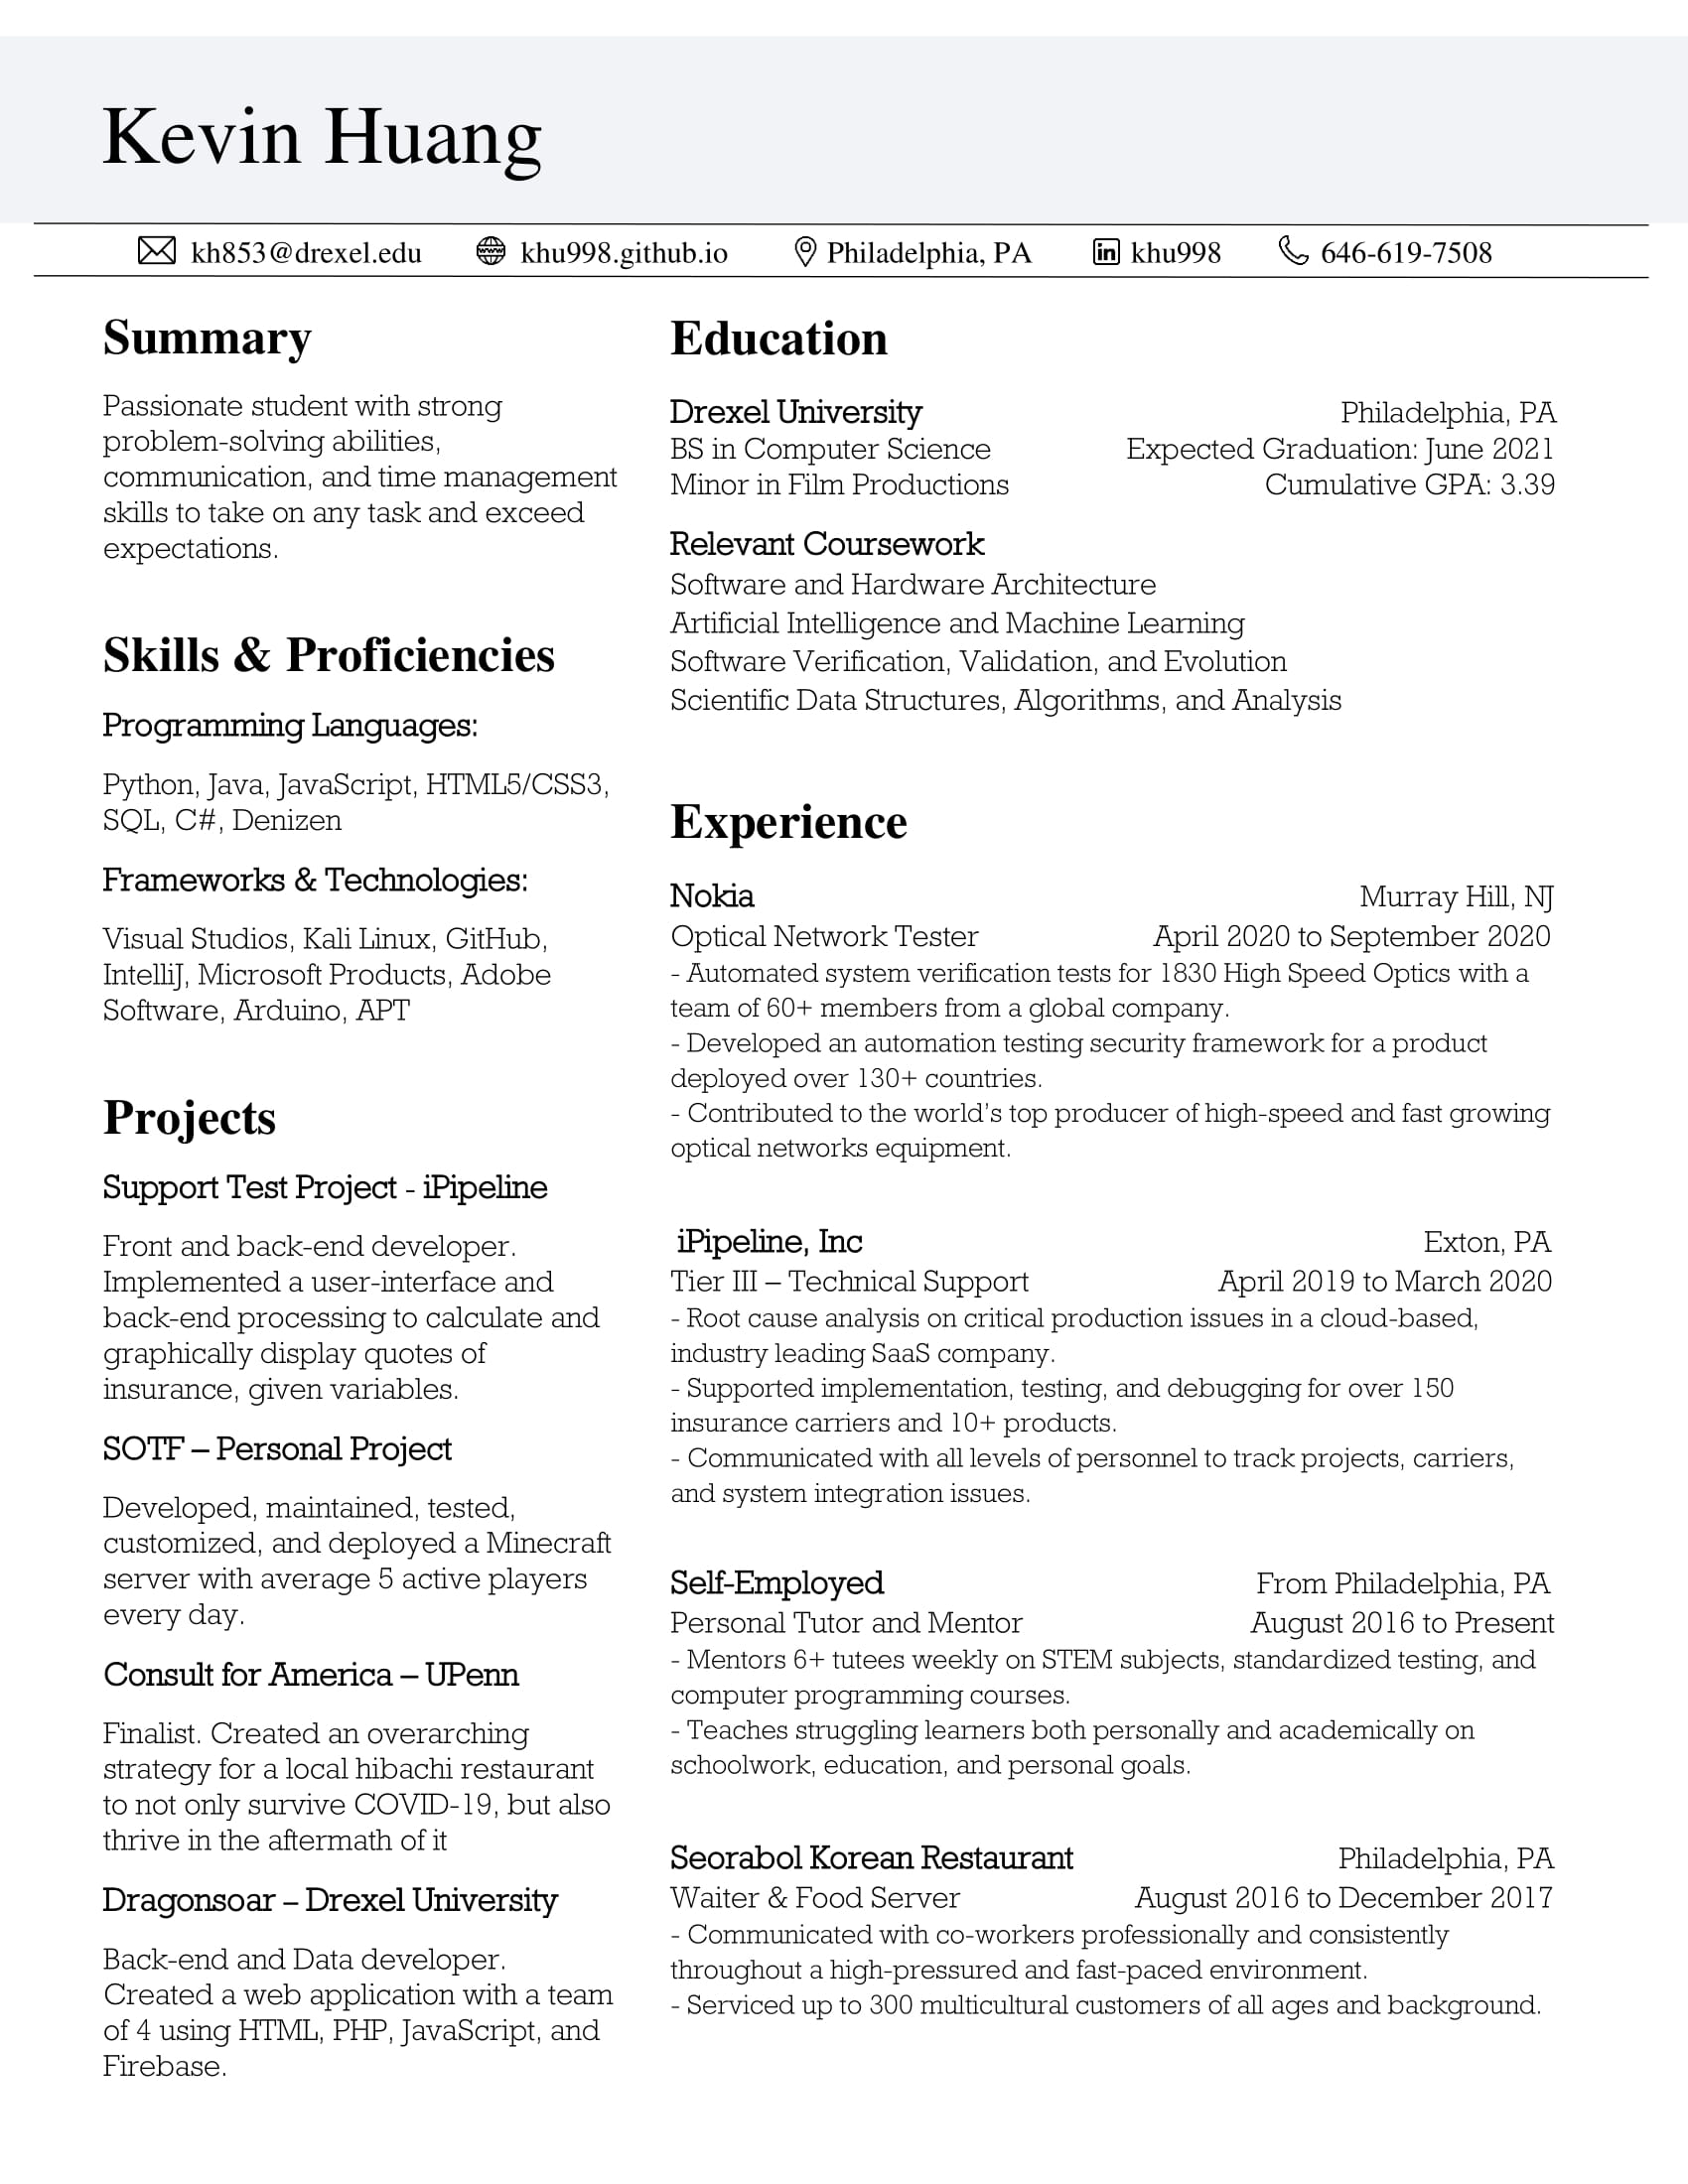 Kevin Huang
kh853@drexel.edu khu998.github.io Philadelphia, PA khu998 646-619-7508
Summary
Passionate student with strong
problem-solving abilities,
communication, and time management
skills to take on any task and exceed
expectations.
Skills & Proficiencies
Programming Languages:
Python, Java, JavaScript, HTML5/CSS3,
SQL, C#, Denizen
Frameworks & Technologies:
Visual Studios, Kali Linux, GitHub,
IntelliJ, Microsoft Products, Adobe
Software, Arduino, APT
Projects
Support Test Project - iPipeline
Front and back-end developer.
Implemented a user-interface and
back-end processing to calculate and
graphically display quotes of
insurance, given variables.
SOTF – Personal Project
Developed, maintained, tested,
customized, and deployed a Minecraft
server with average 5 active players
every day.
Consult for America – UPenn
Finalist. Created an overarching
strategy for a local hibachi restaurant
to not only survive COVID-19, but also
thrive in the aftermath of it
Dragonsoar – Drexel University
Back-end and Data developer.
Created a web application with a team
of 4 using HTML, PHP, JavaScript, and
Firebase.
Education
Drexel University Philadelphia, PA
BS in Computer Science Expected Graduation: June 2021
Minor in Film Productions Cumulative GPA: 3.39
Relevant Coursework
Software and Hardware Architecture
Artificial Intelligence and Machine Learning
Software Verification, Validation, and Evolution
Scientific Data Structures, Algorithms, and Analysis
Experience
Nokia Murray Hill, NJ
Optical Network Tester April 2020 to September 2020
- Automated system verification tests for 1830 High Speed Optics with a
team of 60+ members from a global company.
- Developed an automation testing security framework for a product
deployed over 130+ countries.
- Contributed to the world’s top producer of high-speed and fast growing
optical networks equipment.
iPipeline, Inc Exton, PA
Tier III – Technical Support April 2019 to March 2020
- Root cause analysis on critical production issues in a cloud-based,
industry leading SaaS company.
- Supported implementation, testing, and debugging for over 150
insurance carriers and 10+ products.
- Communicated with all levels of personnel to track projects, carriers,
and system integration issues.
Self-Employed From Philadelphia, PA
Personal Tutor and Mentor August 2016 to Present
- Mentors 6+ tutees weekly on STEM subjects, standardized testing, and
computer programming courses.
- Teaches struggling learners both personally and academically on
schoolwork, education, and personal goals.
Seorabol Korean Restaurant Philadelphia, PA
Waiter & Food Server August 2016 to December 2017
- Communicated with co-workers professionally and consistently
throughout a high-pressured and fast-paced environment.
- Serviced up to 300 multicultural customers of all ages and background.